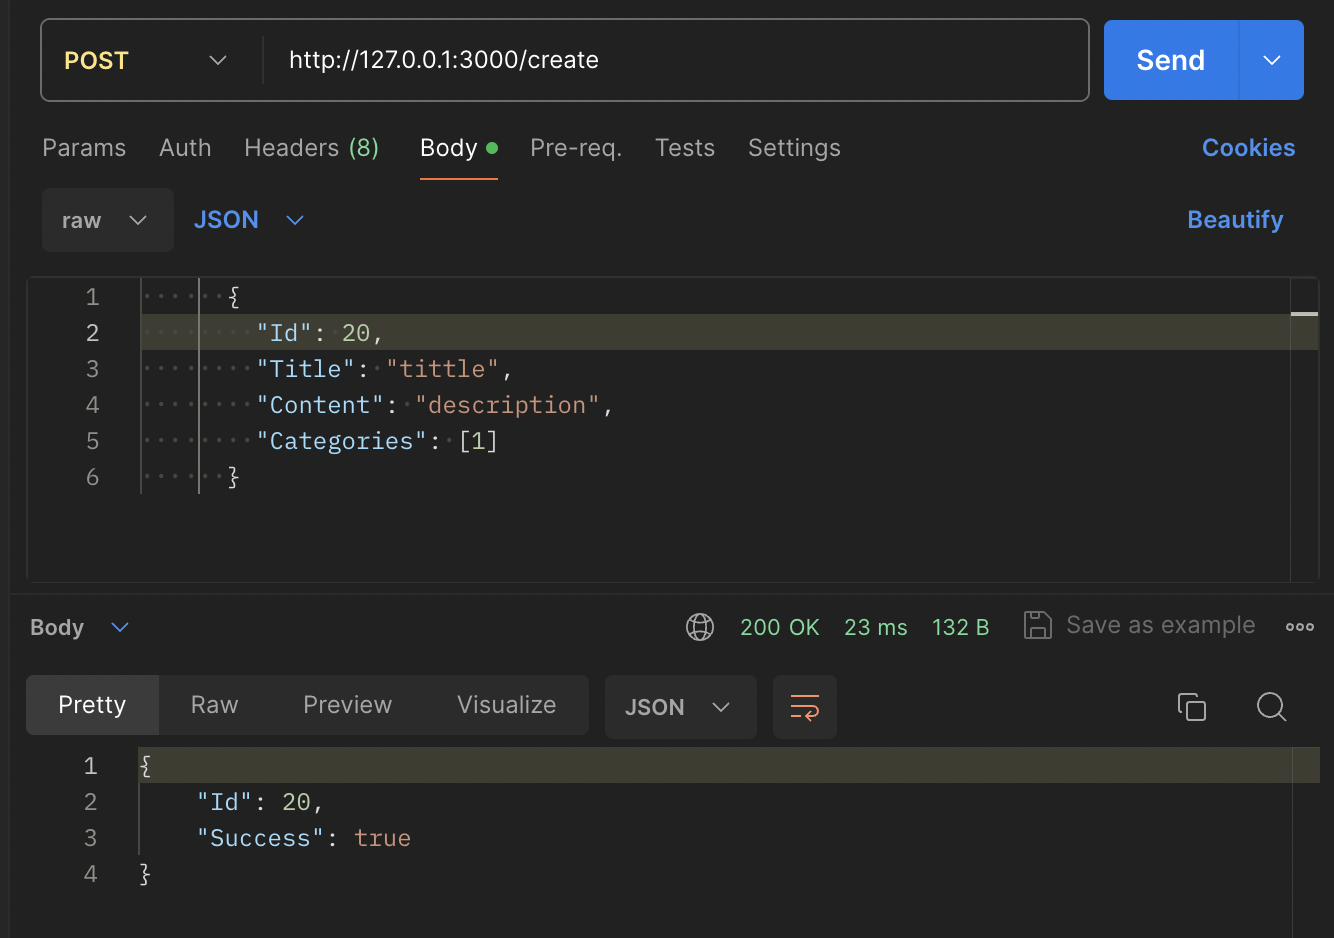 POST http://127.0.0.1:3000/create Send
Params Auth Headers (8) Body Pre-req. Tests Settings Cookies
raw JSON Beautify
1 {
2 "Id": 20,
3 "Title": "tittle",
4 "Content": "description",
5 "Categories": [1]
6 }
Body 200 OK 23 ms 132 B Save as example
Pretty Raw Preview Visualize JSON
1 {
2 "Id": 20,
3 "Success": true
4 }